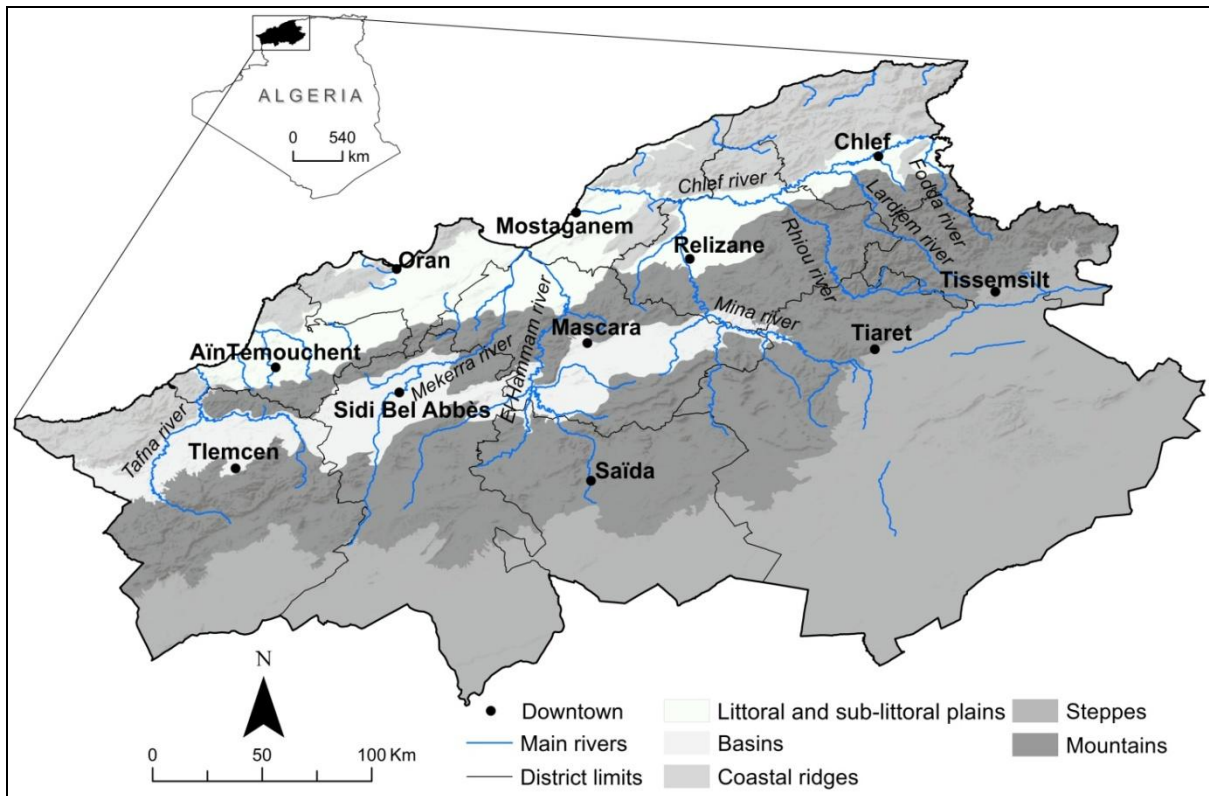 ALGERIA
0 540
km
Chlef
Chlef river
Fodda river
Lardjem river
Mostaganem
Relizane
Rhiou river
Oran
Tissemsilt
Mina river
El Hammam river
Mascara
Tiaret
AïnTémouchent
Mekerra river
Sidi Bel Abbès
Tafna river
Tlemcen
Saïda
N
0 50 100 Km
Downtown
Main rivers
District limits
Littoral and sub-littoral plains
Basins
Coastal ridges
Steppes
Mountains